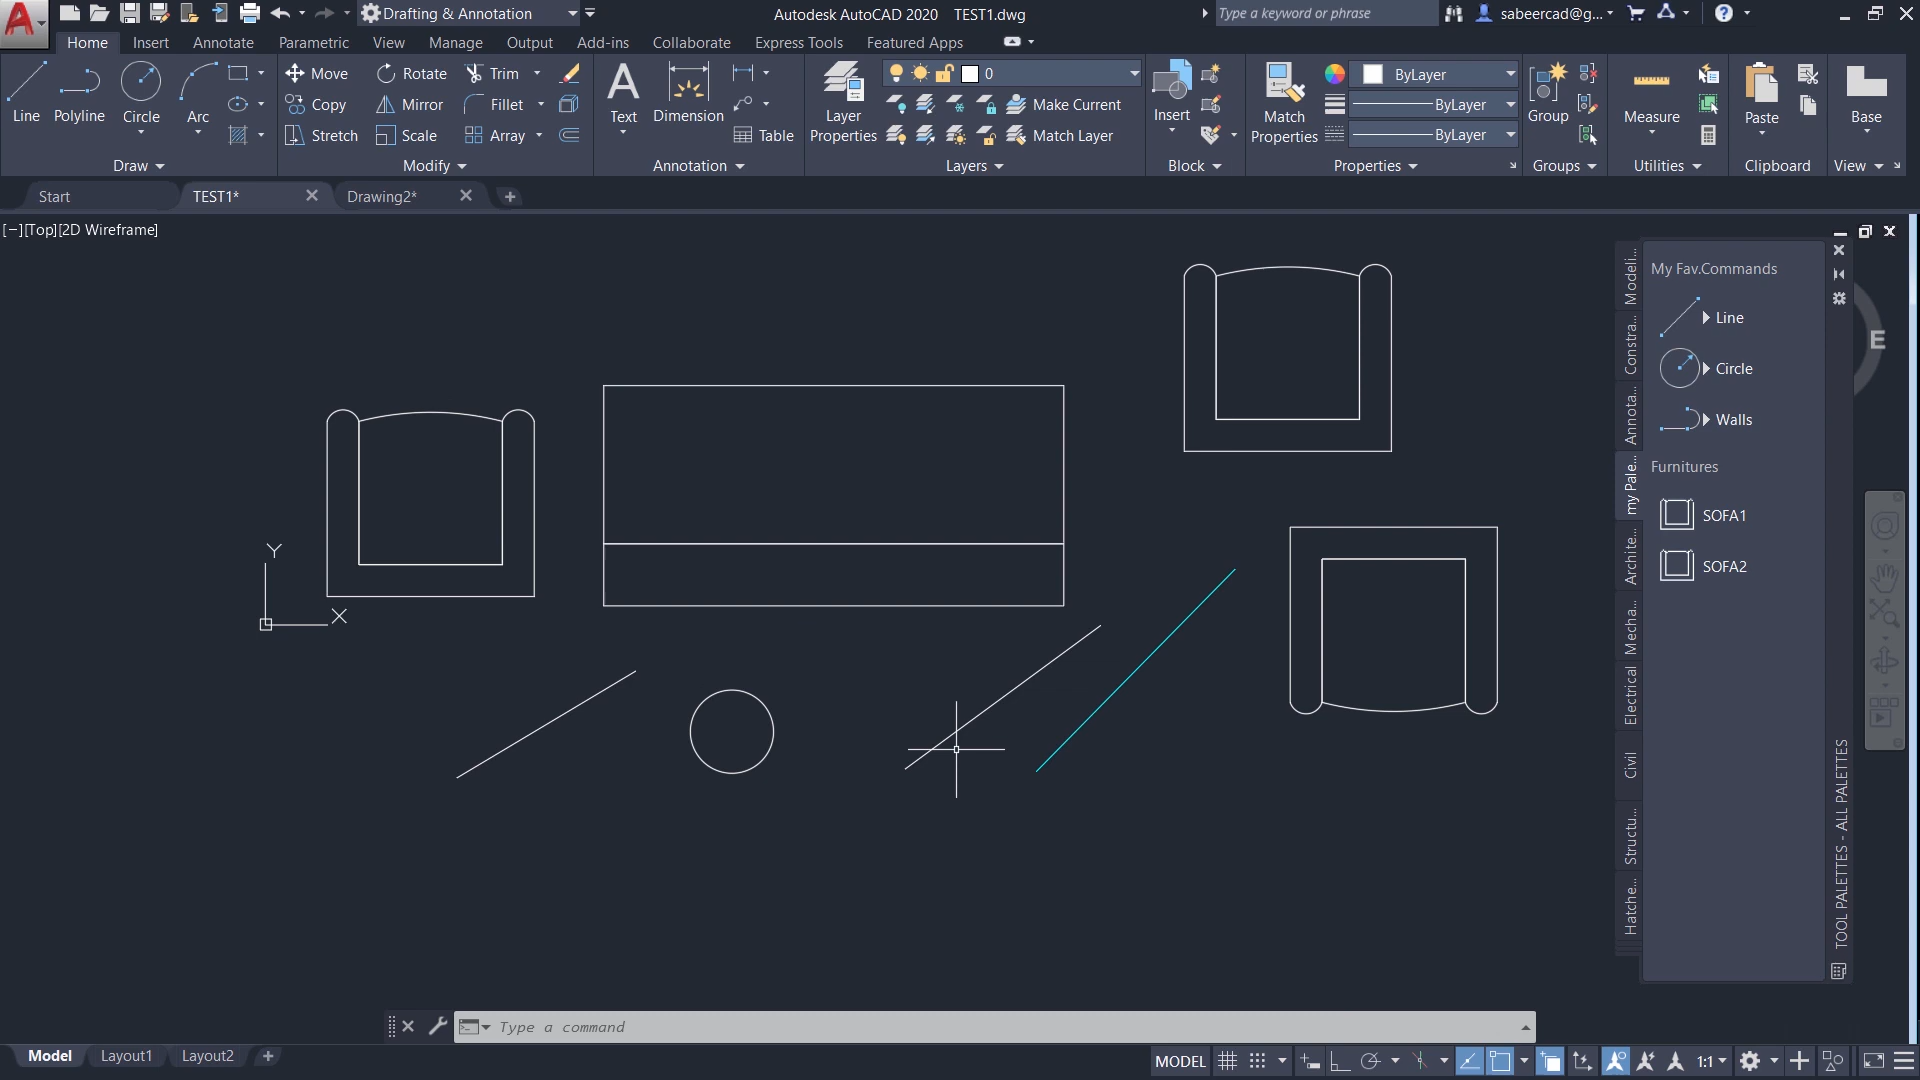 Drafting & Annotation
Autodesk AutoCAD 2020 TEST1.dwg
Type a keyword or phrase
sabeercad@g...
Home Insert Annotate Parametric View Manage Output Add-ins Collaborate Express Tools Featured Apps
Line
Polyline
Circle
Arc
Draw
Move
Rotate
Trim
Copy
Mirror
Fillet
Stretch
Scale
Array
Modify
Text
Dimension
Table
Annotation
Layer
Properties
0
Make Current
Match Layer
Layers
Insert
Block
Match
Properties
ByLayer
ByLayer
ByLayer
Properties
Group
Groups
Measure
Utilities
Paste
Clipboard
Base
View
Start TEST1* Drawing2*
[−][Top][2D Wireframe]
Y
X
E
Modeli...
Constra...
Annota...
my Pale...
Archite...
Mecha...
Electrical
Civil
Structu...
Hatche...
My Fav.Commands
Line
Circle
Walls
Furnitures
SOFA1
SOFA2
TOOL PALETTES - ALL PALETTES
Type a command
Model Layout1 Layout2
MODEL
1:1